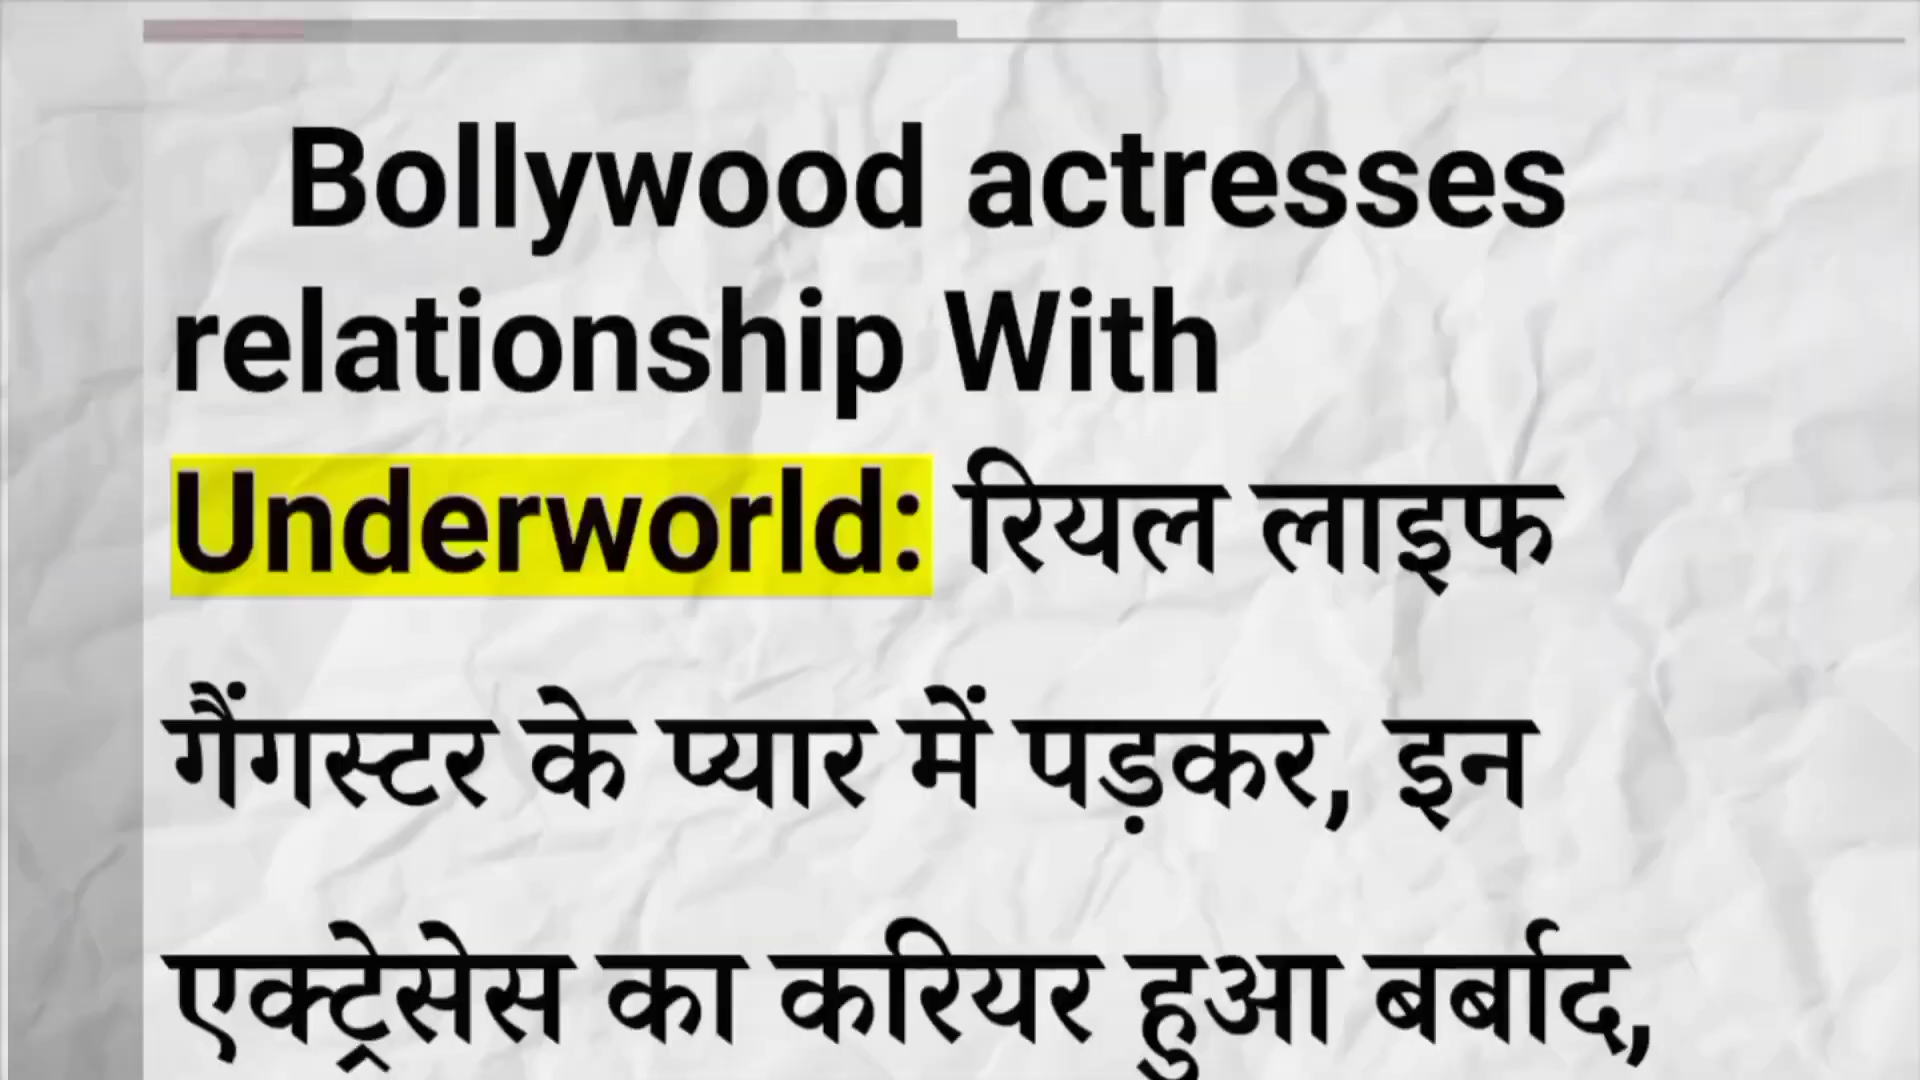 Bollywood actresses
relationship With
Underworld: रियल लाइफ
गैंगस्टर के प्यार में पड़कर, इन
एक्ट्रेसेस का करियर हुआ बर्बाद,